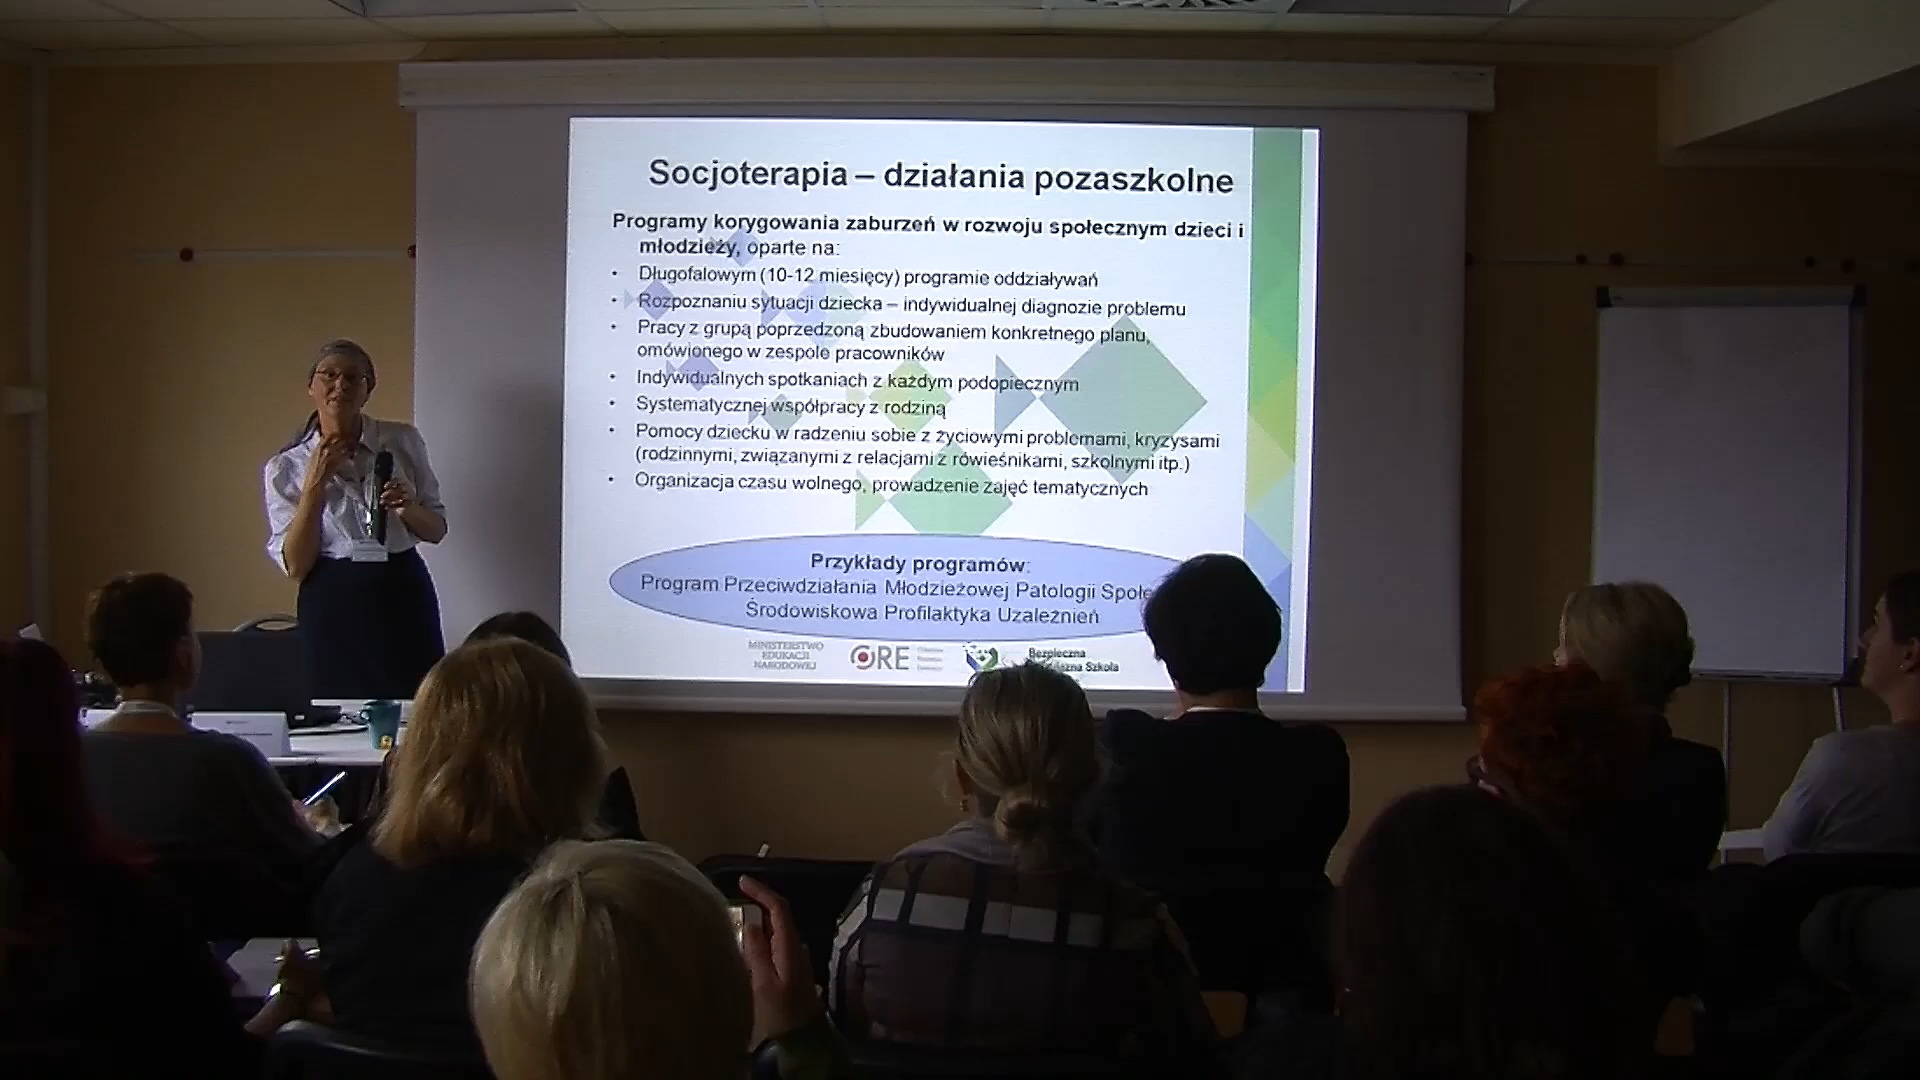 Socjoterapia – działania pozaszkolne
Programy korygowania zaburzeń w rozwoju społecznym dzieci i
młodzieży, oparte na:
• Długofalowym (10-12 miesięcy) programie oddziaływań
• Rozpoznaniu sytuacji dziecka – indywidualnej diagnozie problemu
• Pracy z grupą poprzedzoną zbudowaniem konkretnego planu,
omówionego w zespole pracowników
• Indywidualnych spotkaniach z każdym podopiecznym
• Systematycznej współpracy z rodziną
• Pomocy dziecku w radzeniu sobie z życiowymi problemami, kryzysami
(rodzinnymi, związanymi z relacjami z rówieśnikami, szkolnymi itp.)
• Organizacja czasu wolnego, prowadzenie zajęć tematycznych
Przykłady programów:
Program Przeciwdziałania Młodzieżowej Patologii Społe
Środowiskowa Profilaktyka Uzależnień
MINISTERSTWO
EDUKACJI
NARODOWEJ
ORE
Bezpieczna
Szkoła